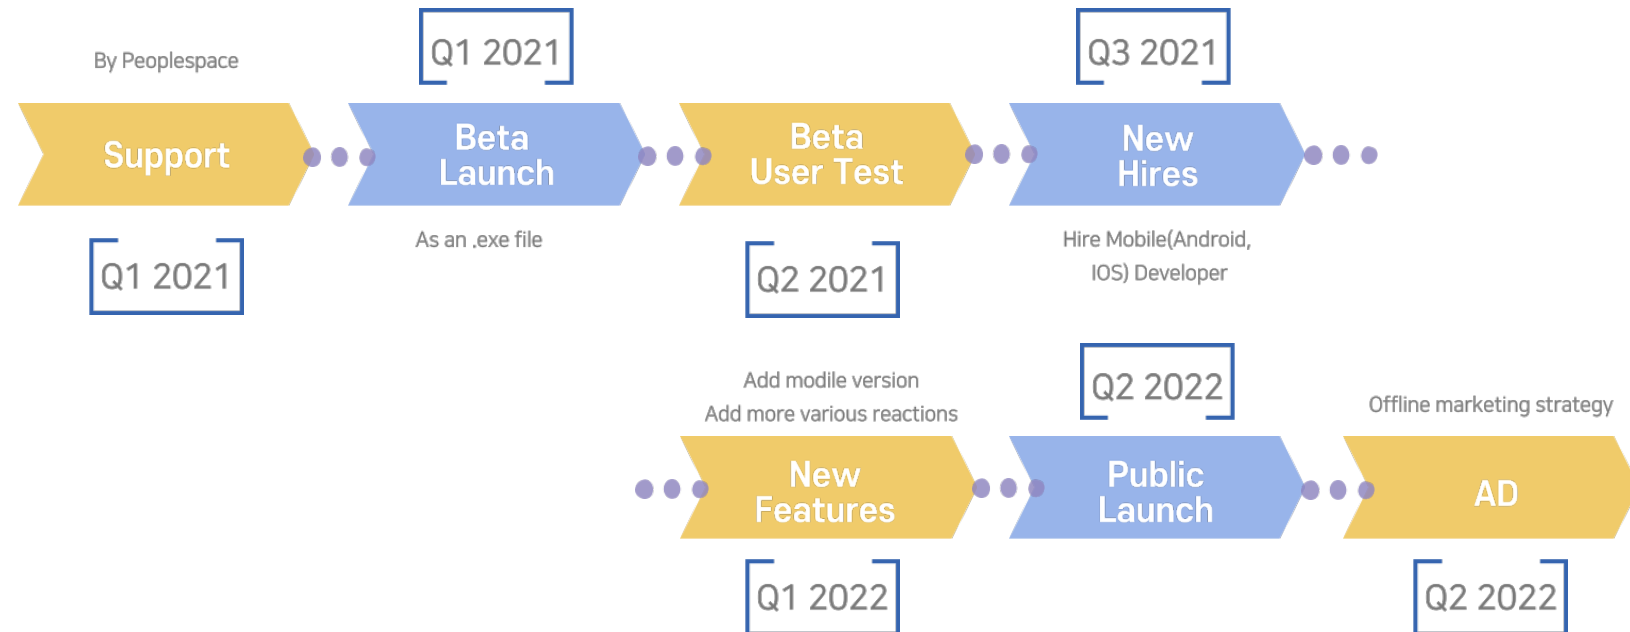 By Peoplespace
Support
Q1 2021
Q1 2021
Beta
Launch
As an .exe file
Beta
User Test
Q2 2021
Q3 2021
New
Hires
Hire Mobile(Android,
IOS) Developer
Add modile version
Add more various reactions
New
Features
Q1 2022
Q2 2022
Public
Launch
Offline marketing strategy
AD
Q2 2022